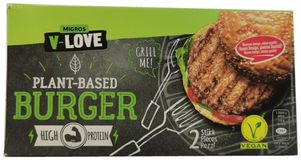 MIGROS
V-LOVE
GRILL
ME!
PLANT-BASED
BURGER
HIGH PROTEIN
2 Stück
Pièces
Pezzi
V
VEGAN